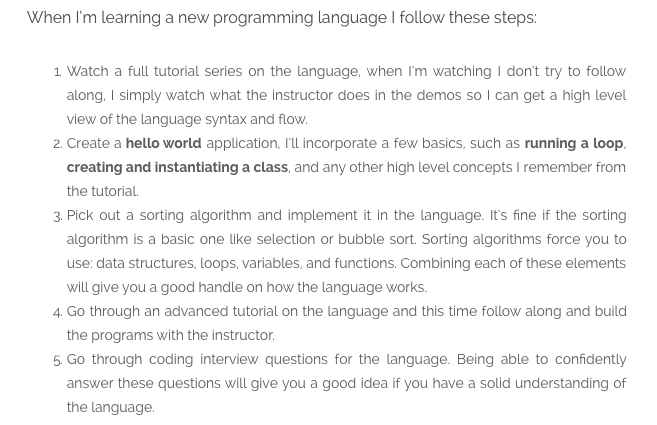 When I'm learning a new programming language I follow these steps:
1. Watch a full tutorial series on the language, when I'm watching I don't try to follow
along, I simply watch what the instructor does in the demos so I can get a high level
view of the language syntax and flow.
2. Create a hello world application, I'll incorporate a few basics, such as running a loop,
creating and instantiating a class, and any other high level concepts I remember from
the tutorial.
3. Pick out a sorting algorithm and implement it in the language. It's fine if the sorting
algorithm is a basic one like selection or bubble sort. Sorting algorithms force you to
use: data structures, loops, variables, and functions. Combining each of these elements
will give you a good handle on how the language works.
4. Go through an advanced tutorial on the language and this time follow along and build
the programs with the instructor.
5. Go through coding interview questions for the language. Being able to confidently
answer these questions will give you a good idea if you have a solid understanding of
the language.